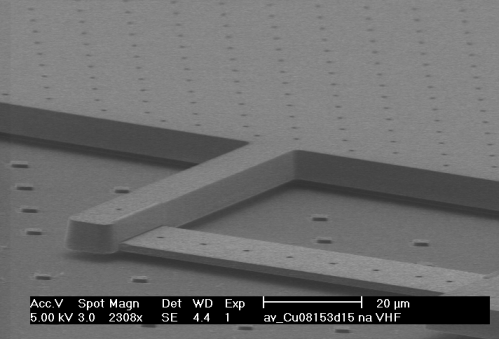 Acc.V Spot Magn Det WD Exp 20 µm
5.00 kV 3.0 2308x SE 4.4 1 av_Cu08153d15 na VHF